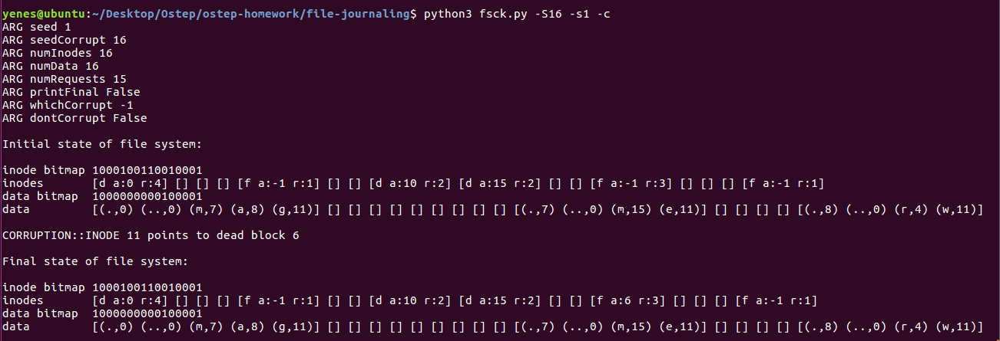 yenes@ubuntu:~/Desktop/Ostep/ostep-homework/file-journaling$ python3 fsck.py -S16 -s1 -c
ARG seed 1
ARG seedCorrupt 16
ARG numInodes 16
ARG numData 16
ARG numRequests 15
ARG printFinal False
ARG whichCorrupt -1
ARG dontCorrupt False
Initial state of file system:
inode bitmap 1000100110010001
inodes [d a:0 r:4] [] [] [] [f a:-1 r:1] [] [] [d a:10 r:2] [d a:15 r:2] [] [] [f a:-1 r:3] [] [] [] [f a:-1 r:1]
data bitmap 1000000000100001
data [(.,0) (..,0) (m,7) (a,8) (g,11)] [] [] [] [] [] [] [] [] [] [(.,7) (..,0) (m,15) (e,11)] [] [] [] [] [(.,8) (..,0) (r,4) (w,11)]
CORRUPTION::INODE 11 points to dead block 6
Final state of file system:
inode bitmap 1000100110010001
inodes [d a:0 r:4] [] [] [] [f a:-1 r:1] [] [] [d a:10 r:2] [d a:15 r:2] [] [] [f a:6 r:3] [] [] [] [f a:-1 r:1]
data bitmap 1000000000100001
data [(.,0) (..,0) (m,7) (a,8) (g,11)] [] [] [] [] [] [] [] [] [] [(.,7) (..,0) (m,15) (e,11)] [] [] [] [] [(.,8) (..,0) (r,4) (w,11)]